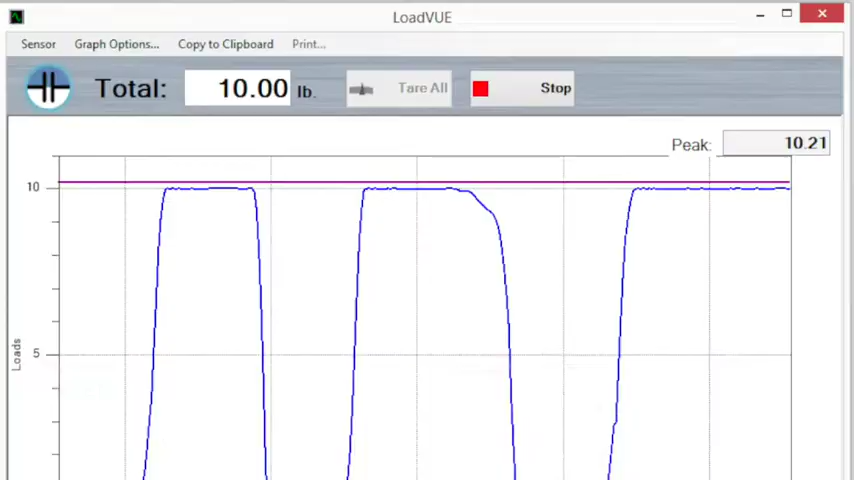 LoadVUE
Sensor Graph Options... Copy to Clipboard Print...
Total: 10.00 lb. Tare All Stop
Peak: 10.21
10
5
Loads